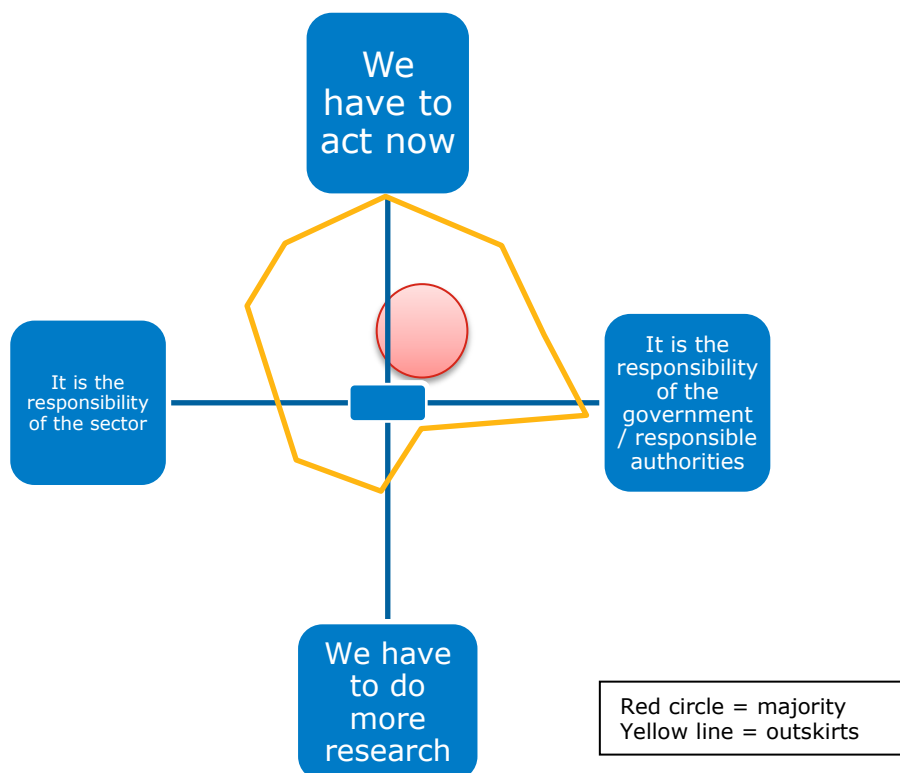 We
have to
act now
It is the
responsibility
of the sector
It is the
responsibility
of the
government
/ responsible
authorities
We have
to do
more
research
Red circle = majority
Yellow line = outskirts